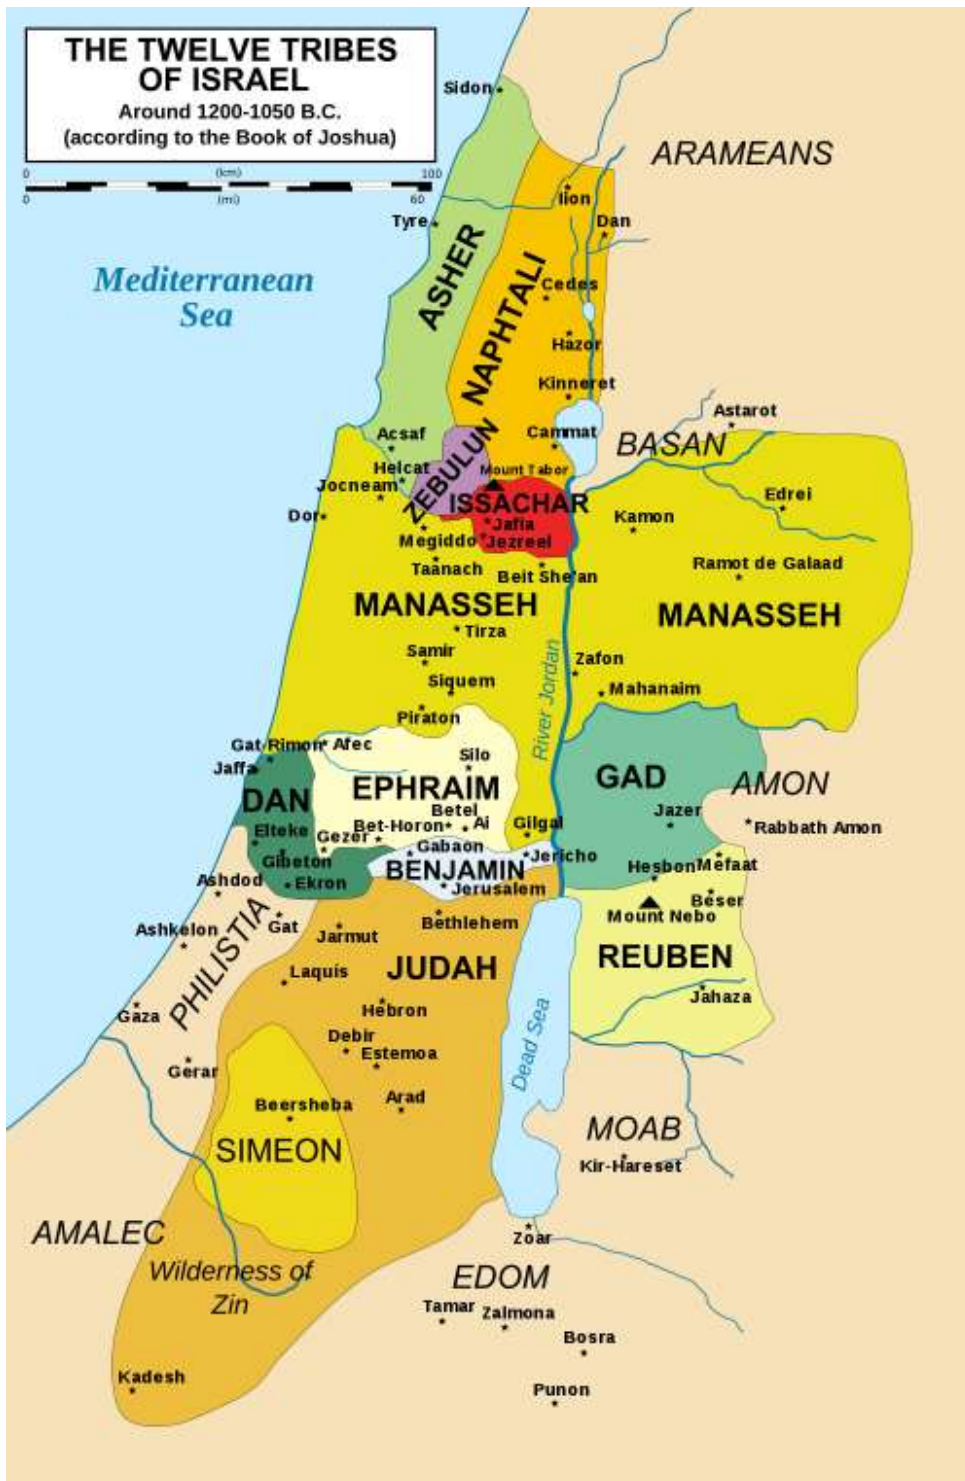 THE TWELVE TRIBES
OF ISRAEL
Around 1200-1050 B.C.
(according to the Book of Joshua)
0 (km) 100
0 (mi) 60
Sidon
ARAMEANS
Iion
Tyre
Dan
ASHER
Mediterranean
Sea
NAPHTALI
Cedes
Hazor
Kinneret
Astarot
Acsaf
Cammat
BASAN
ZEBULUN
Helcat
Mount Tabor
Jocneam
ISSACHAR
Edrei
Dor
Jafia
Kamon
Megiddo
Jezreel
Taanach
Beit She'an
Ramot de Galaad
MANASSEH
MANASSEH
Tirza
Samir
River Jordan
Zafon
Siquem
Mahanaim
Piraton
Gat-Rimon
Afec
Silo
Jaffa
GAD
AMON
DAN
EPHRAIM
Betel
Jazer
Elteke
Bet-Horon
Ai
Gilgal
Rabbath Amon
Gezer
Gabaon
Gibeton
Jericho
BENJAMIN
Hesbon
Mefaat
Ashdod
Ekron
Jerusalem
Beser
Mount Nebo
Ashkelon
Gat
Jarmut
Bethlehem
PHILISTIA
REUBEN
Laquis
JUDAH
Jahaza
Gaza
Hebron
Dead Sea
Debir
Estemoa
Gerar
Beersheba
Arad
MOAB
SIMEON
Kir-Hareset
AMALEC
Zoar
Wilderness of
Zin
EDOM
Tamar
Zalmona
Bosra
Kadesh
Punon